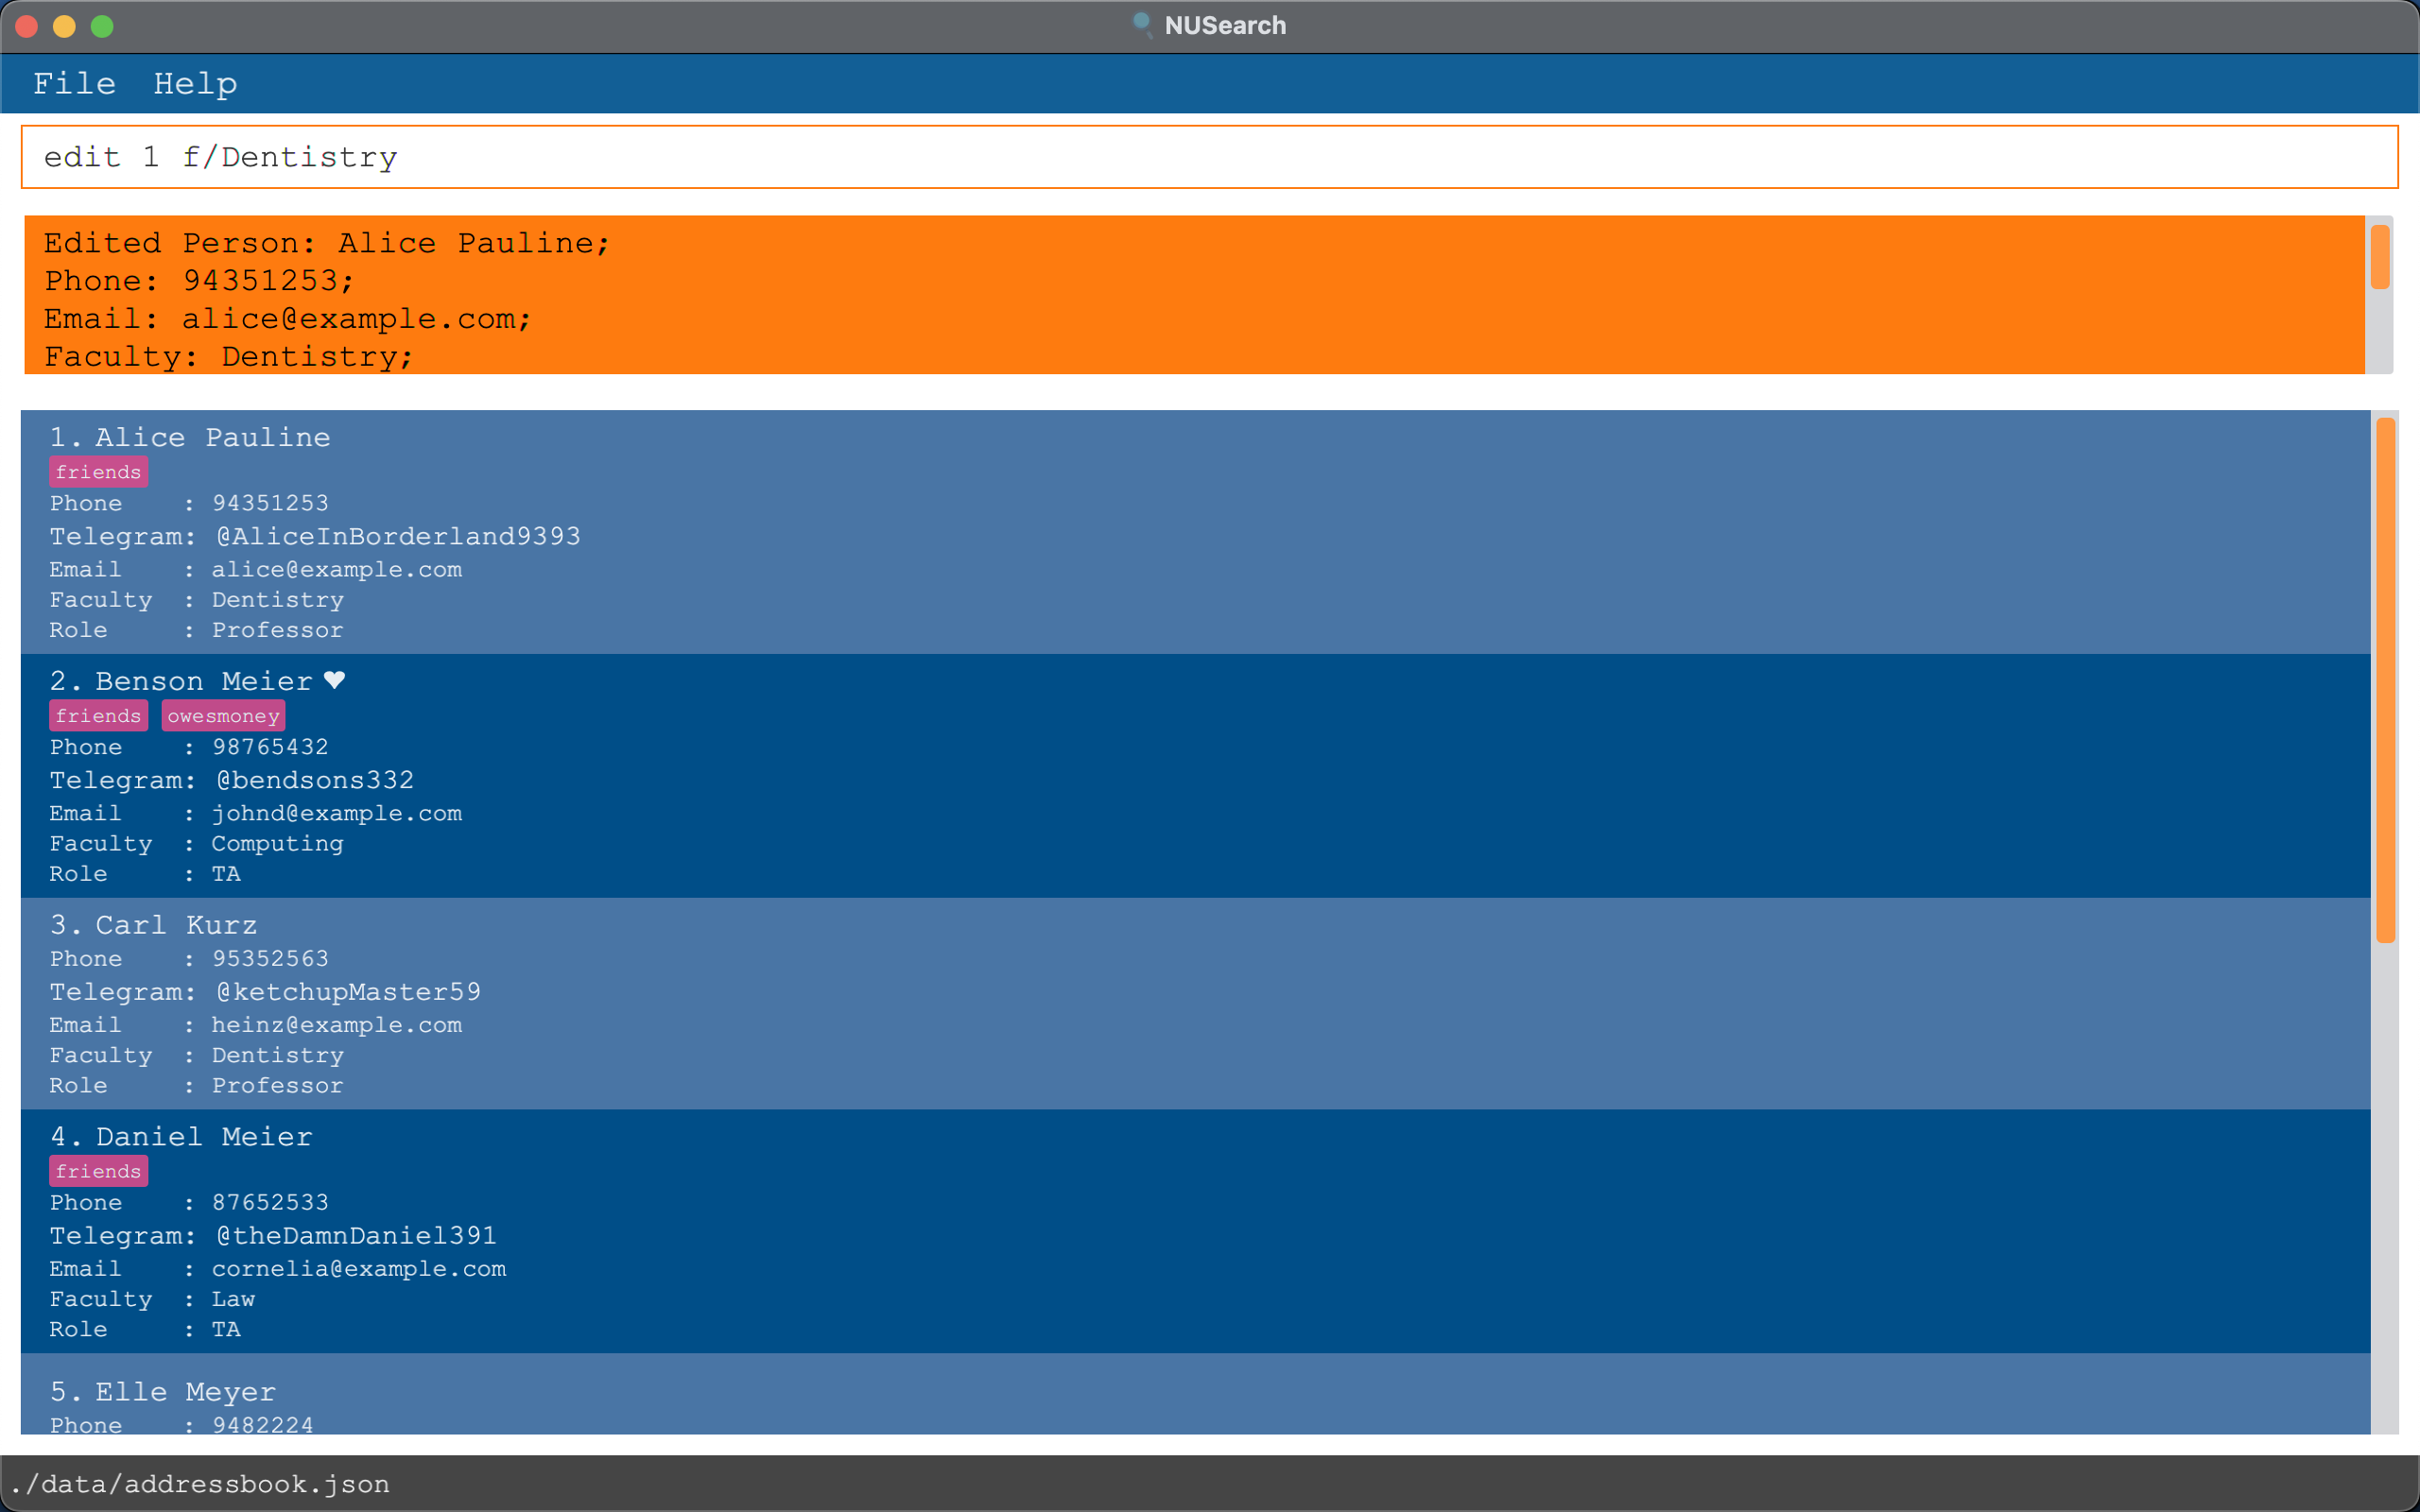 NUSearch
File Help
edit 1 f/Dentistry
Edited Person: Alice Pauline;
Phone: 94351253;
Email: alice@example.com;
Faculty: Dentistry;
1. Alice Pauline
friends
Phone : 94351253
Telegram: @AliceInBorderland9393
Email : alice@example.com
Faculty : Dentistry
Role : Professor
2. Benson Meier ♥
friends owesmoney
Phone : 98765432
Telegram: @bendsons332
Email : johnd@example.com
Faculty : Computing
Role : TA
3. Carl Kurz
Phone : 95352563
Telegram: @ketchupMaster59
Email : heinz@example.com
Faculty : Dentistry
Role : Professor
4. Daniel Meier
friends
Phone : 87652533
Telegram: @theDamnDaniel391
Email : cornelia@example.com
Faculty : Law
Role : TA
5. Elle Meyer
Phone : 9482224
./data/addressbook.json